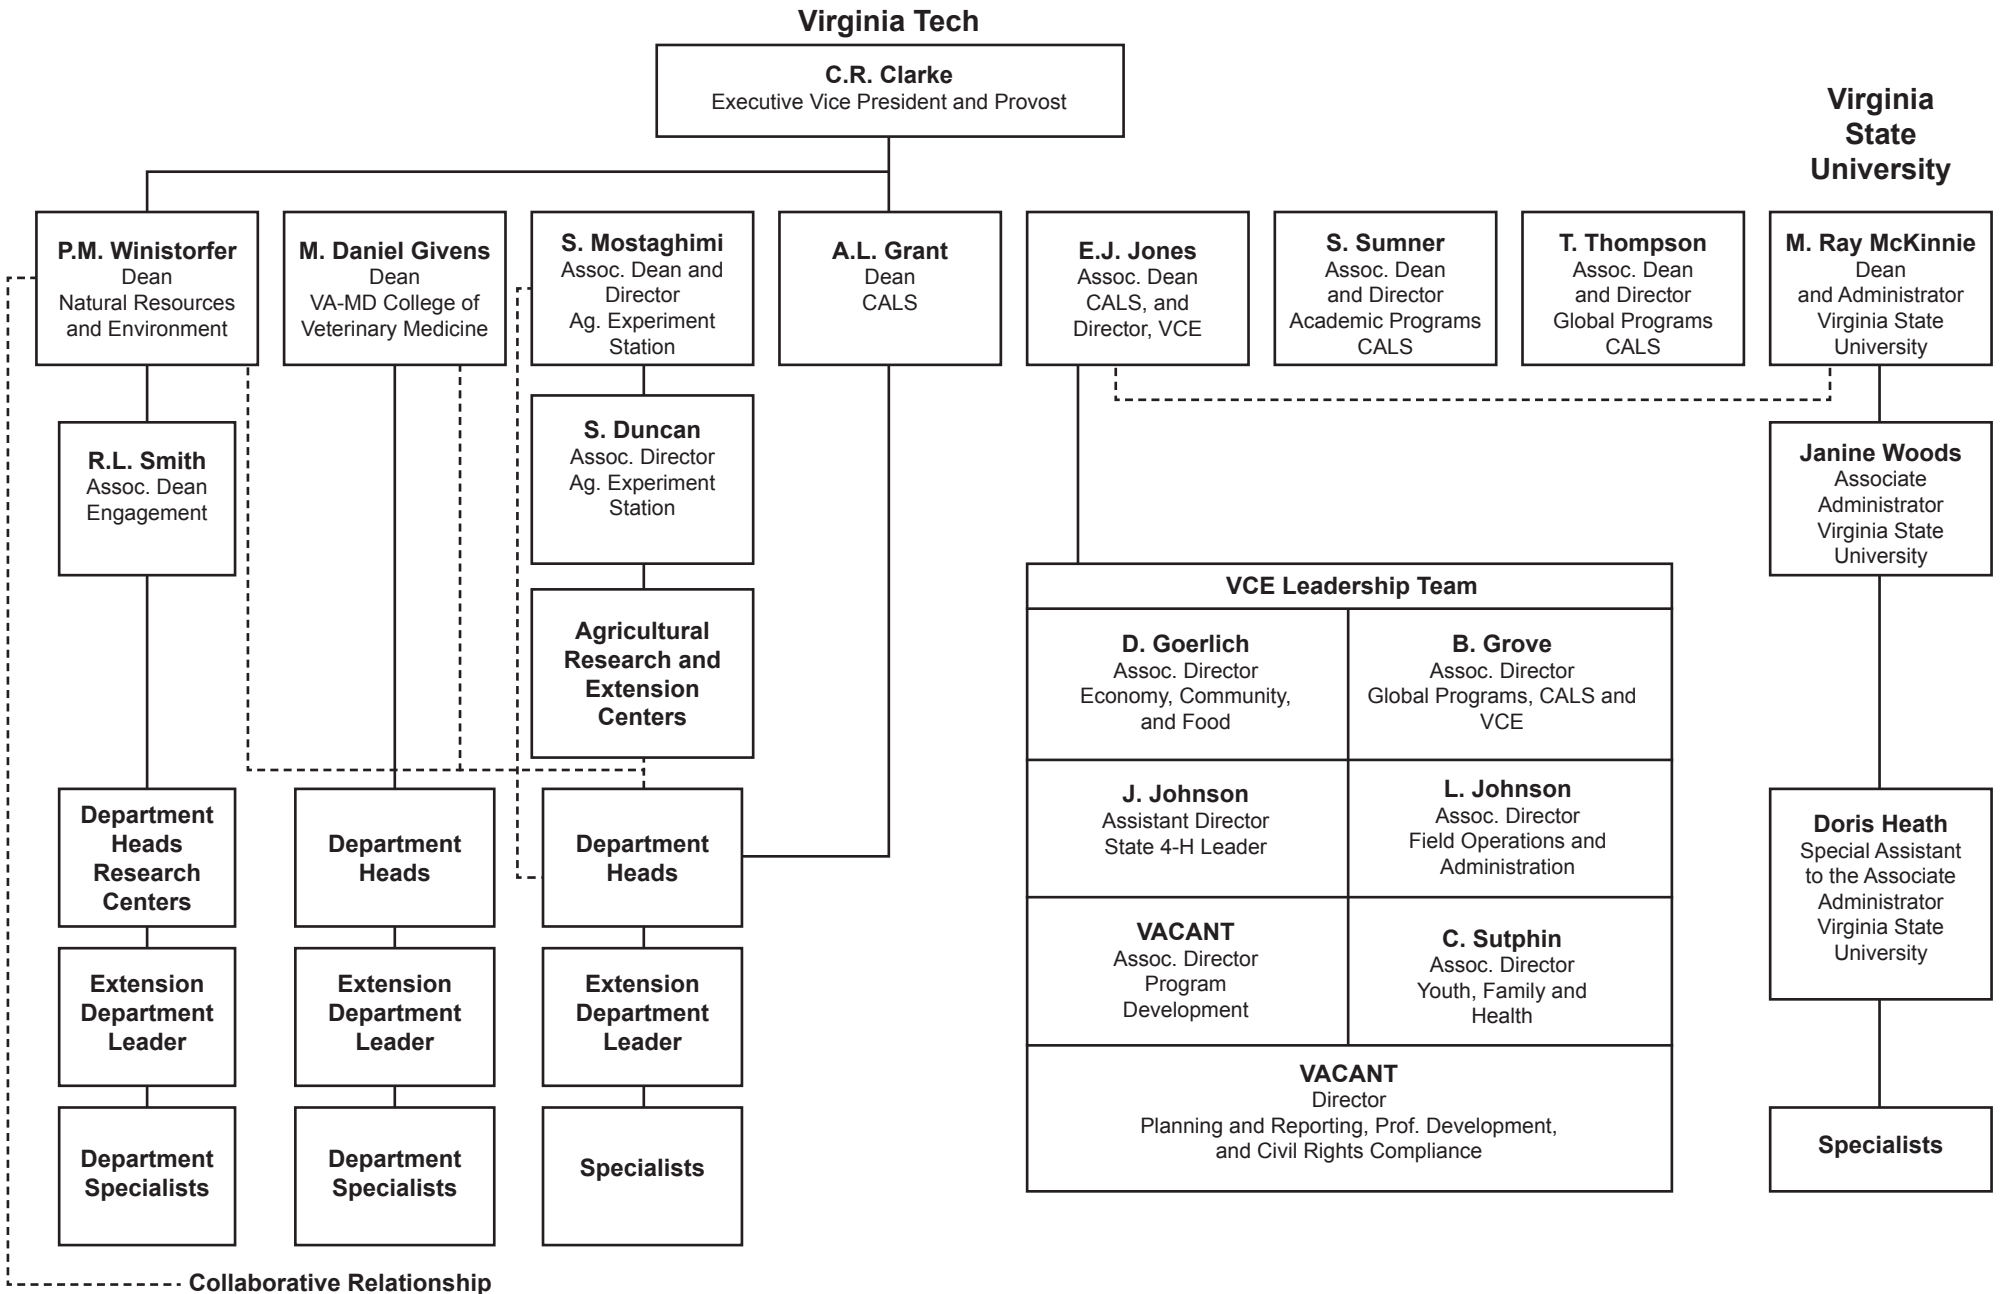 Virginia Tech
C.R. Clarke
Executive Vice President and Provost
Virginia
State
University
P.M. Winistorfer
Dean
Natural Resources
and Environment
M. Daniel Givens
Dean
VA-MD College of
Veterinary Medicine
S. Mostaghimi
Assoc. Dean and
Director
Ag. Experiment
Station
A.L. Grant
Dean
CALS
E.J. Jones
Assoc. Dean
CALS, and
Director, VCE
S. Sumner
Assoc. Dean
and Director
Academic Programs
CALS
T. Thompson
Assoc. Dean
and Director
Global Programs
CALS
M. Ray McKinnie
Dean
and Administrator
Virginia State
University
R.L. Smith
Assoc. Dean
Engagement
S. Duncan
Assoc. Director
Ag. Experiment
Station
Janine Woods
Associate
Administrator
Virginia State
University
Agricultural
Research and
Extension
Centers
VCE Leadership Team
D. Goerlich
Assoc. Director
Economy, Community,
and Food
B. Grove
Assoc. Director
Global Programs, CALS and
VCE
J. Johnson
Assistant Director
State 4-H Leader
L. Johnson
Assoc. Director
Field Operations and
Administration
VACANT
Assoc. Director
Program
Development
C. Sutphin
Assoc. Director
Youth, Family and
Health
VACANT
Director
Planning and Reporting, Prof. Development,
and Civil Rights Compliance
Department
Heads
Research
Centers
Department
Heads
Department
Heads
Doris Heath
Special Assistant
to the Associate
Administrator
Virginia State
University
Extension
Department
Leader
Extension
Department
Leader
Extension
Department
Leader
Department
Specialists
Department
Specialists
Specialists
Specialists
Collaborative Relationship